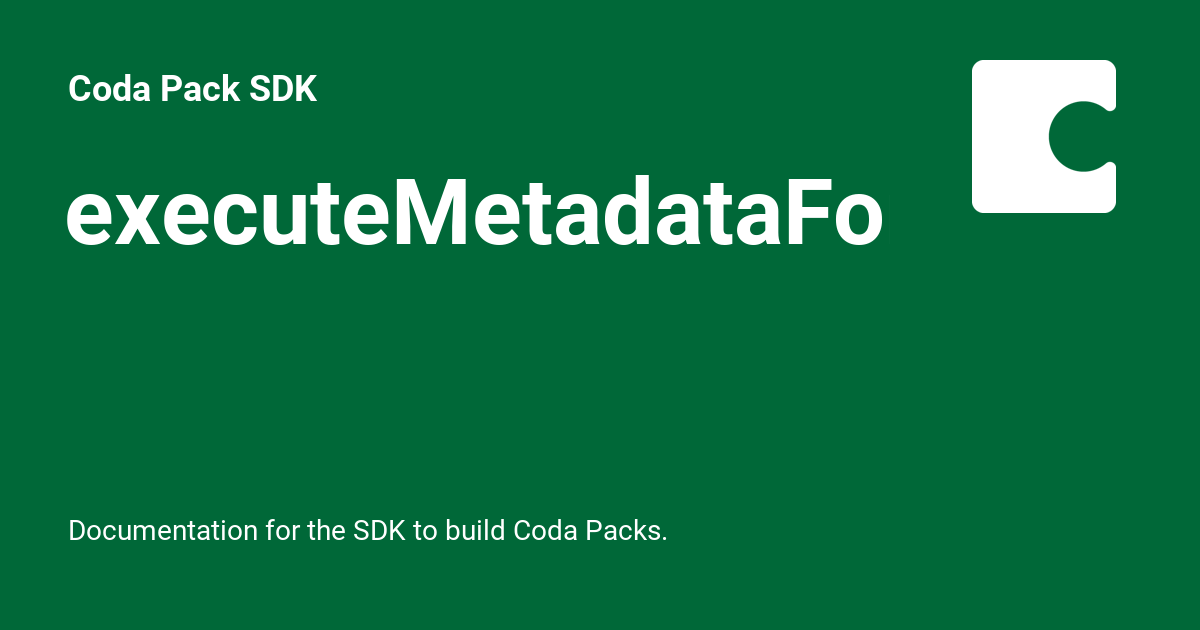 Coda Pack SDK
executeMetadataFo
Documentation for the SDK to build Coda Packs.